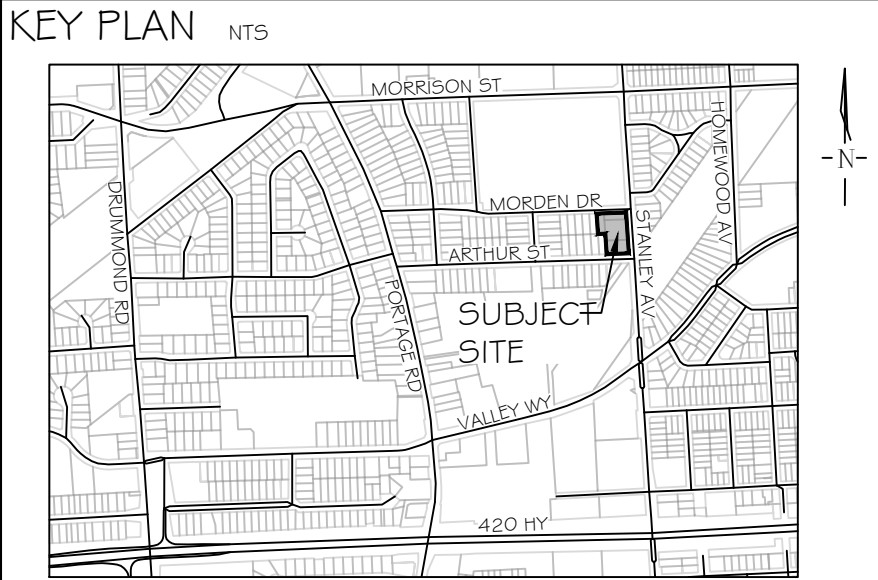 KEY PLAN NTS
MORRISON ST
HOMEWOOD AV
-N-
DRUMMOND RD
MORDEN DR
STANLEY AV
ARTHUR ST
PORTAGE RD
SUBJECT
SITE
VALLEY WY
420 HY